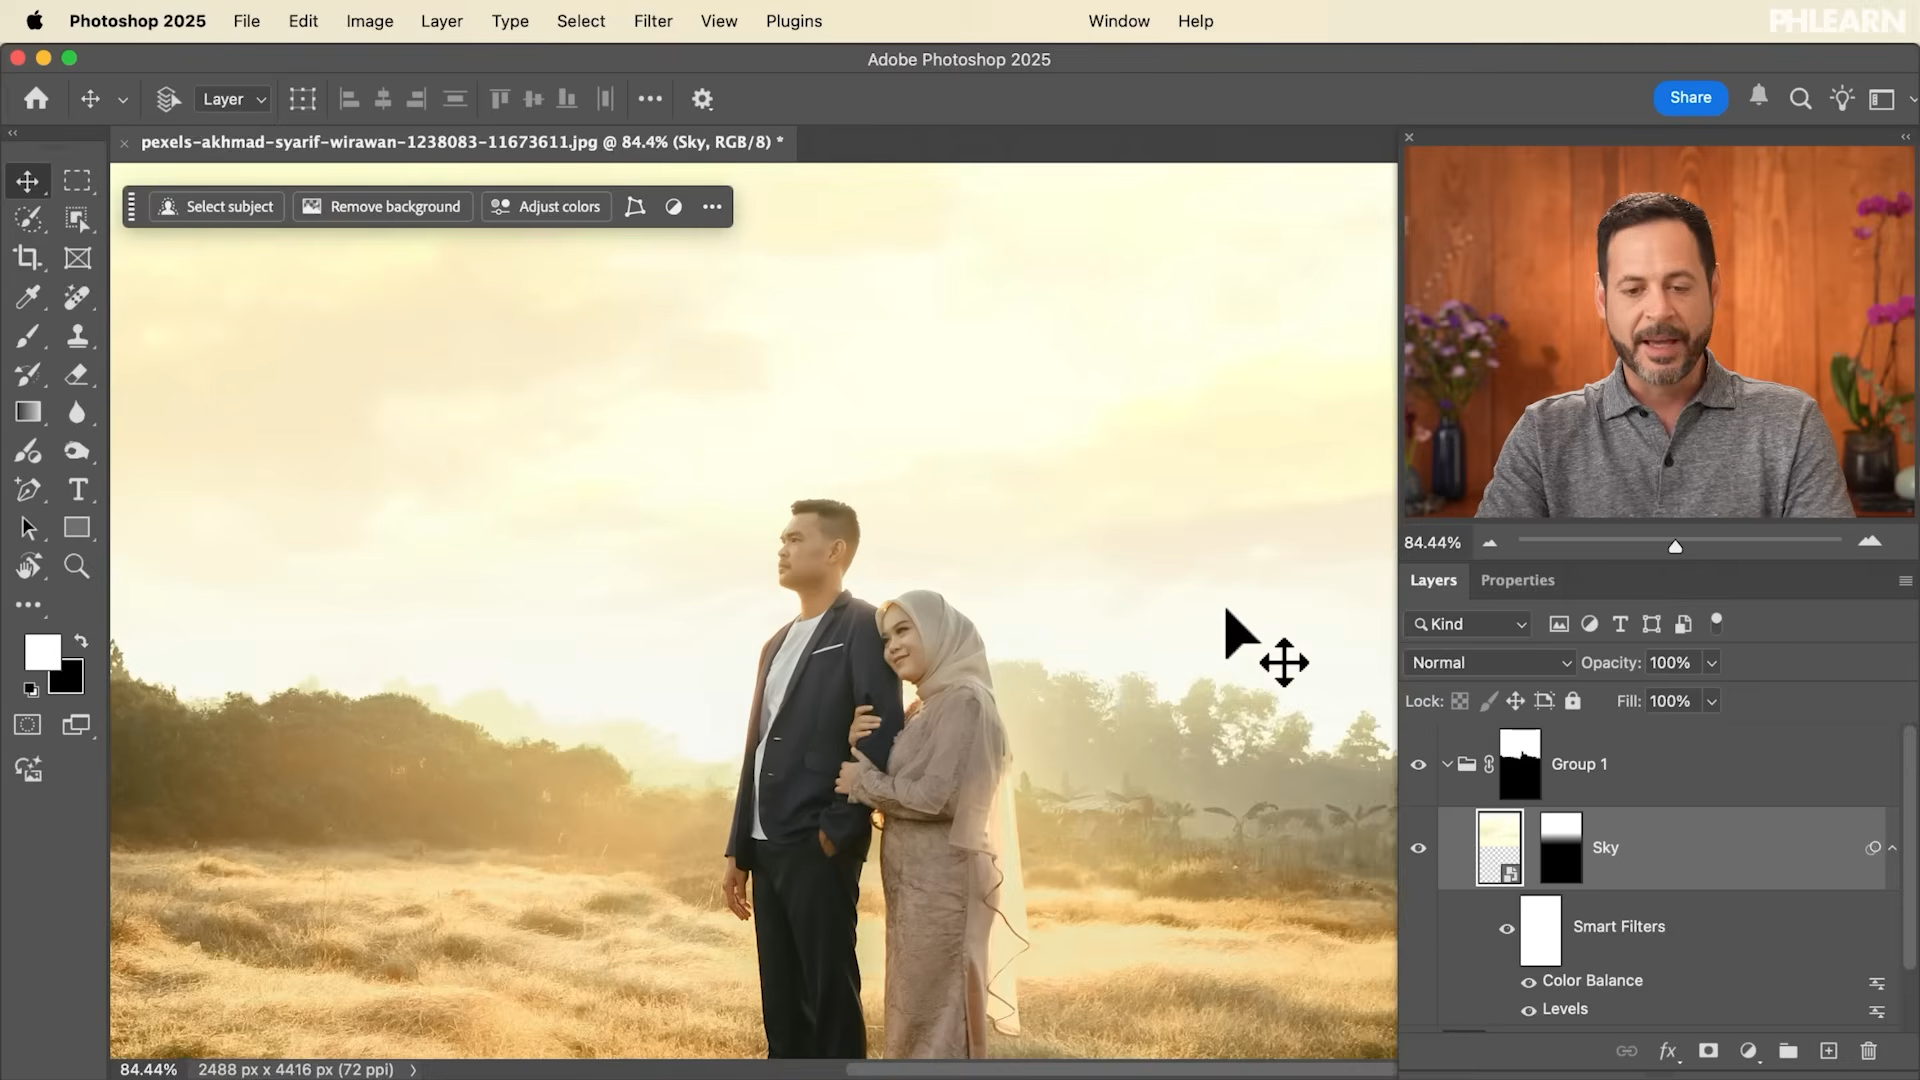 Photoshop 2025 File Edit Image Layer Type Select Filter View Plugins Window Help
PHLEARN
Adobe Photoshop 2025
Layer
Share
pexels-akhmad-syarif-wirawan-1238083-11673611.jpg @ 84.4% (Sky, RGB/8) *
Select subject Remove background Adjust colors
84.44%
Layers Properties
Kind
Normal Opacity: 100%
Lock: Fill: 100%
Group 1
Sky
Smart Filters
Color Balance
Levels
84.44% 2488 px x 4416 px (72 ppi)